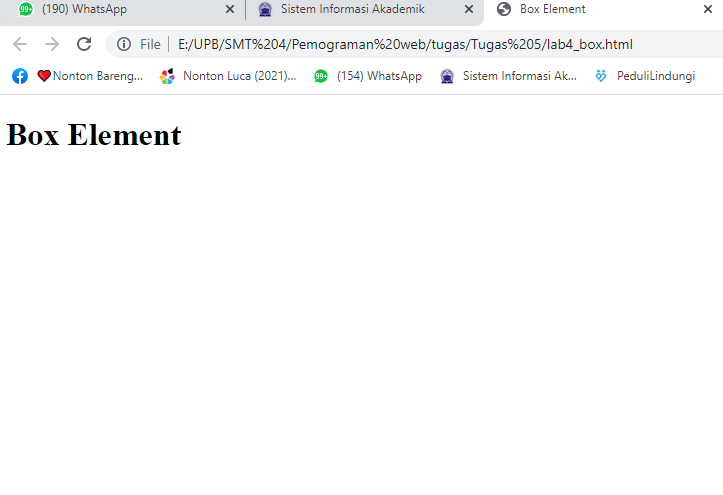 (190) WhatsApp
Sistem Informasi Akademik
Box Element
File | E:/UPB/SMT%204/Pemograman%20web/tugas/Tugas%205/lab4_box.html
Nonton Bareng...
Nonton Luca (2021)...
99+
(154) WhatsApp
Sistem Informasi Ak...
PeduliLindungi
Box Element